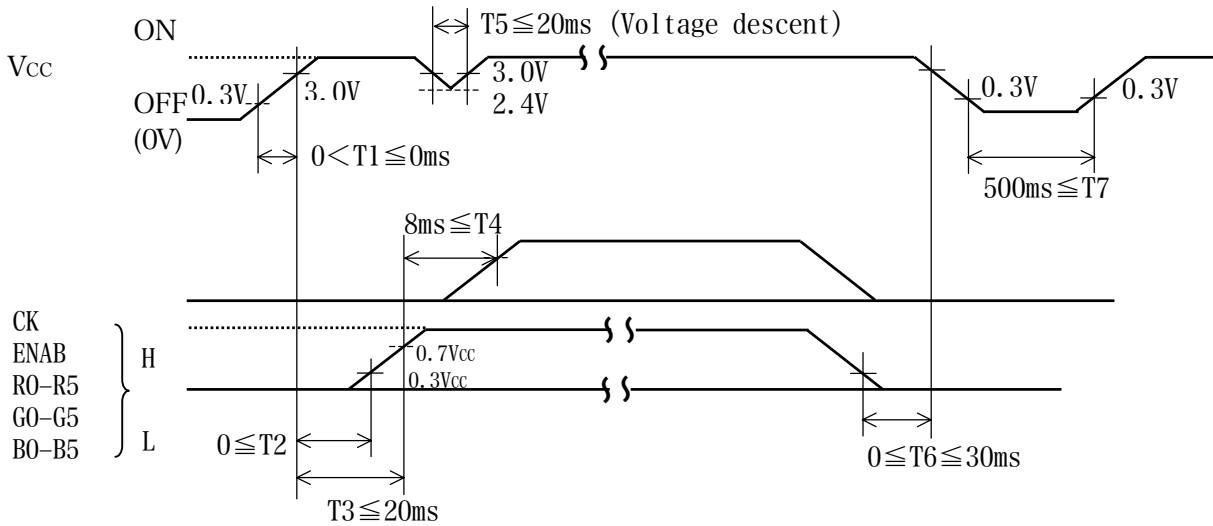 T5≦20ms (Voltage descent)
ON
VCC
OFF
(0V)
0.3V
3.0V
3.0V
2.4V
0.3V
0.3V
0<T1≦0ms
500ms≦T7
8ms≦T4
CK
ENAB
R0-R5
G0-G5
B0-B5
H
L
0.7VCC
0.3VCC
0≦T2
T3≦20ms
0≦T6≦30ms